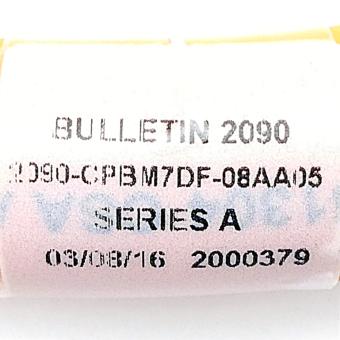 BULLETIN 2090
2090-CPBM7DF-08AA05
SERIES A
03/08/16 2000379